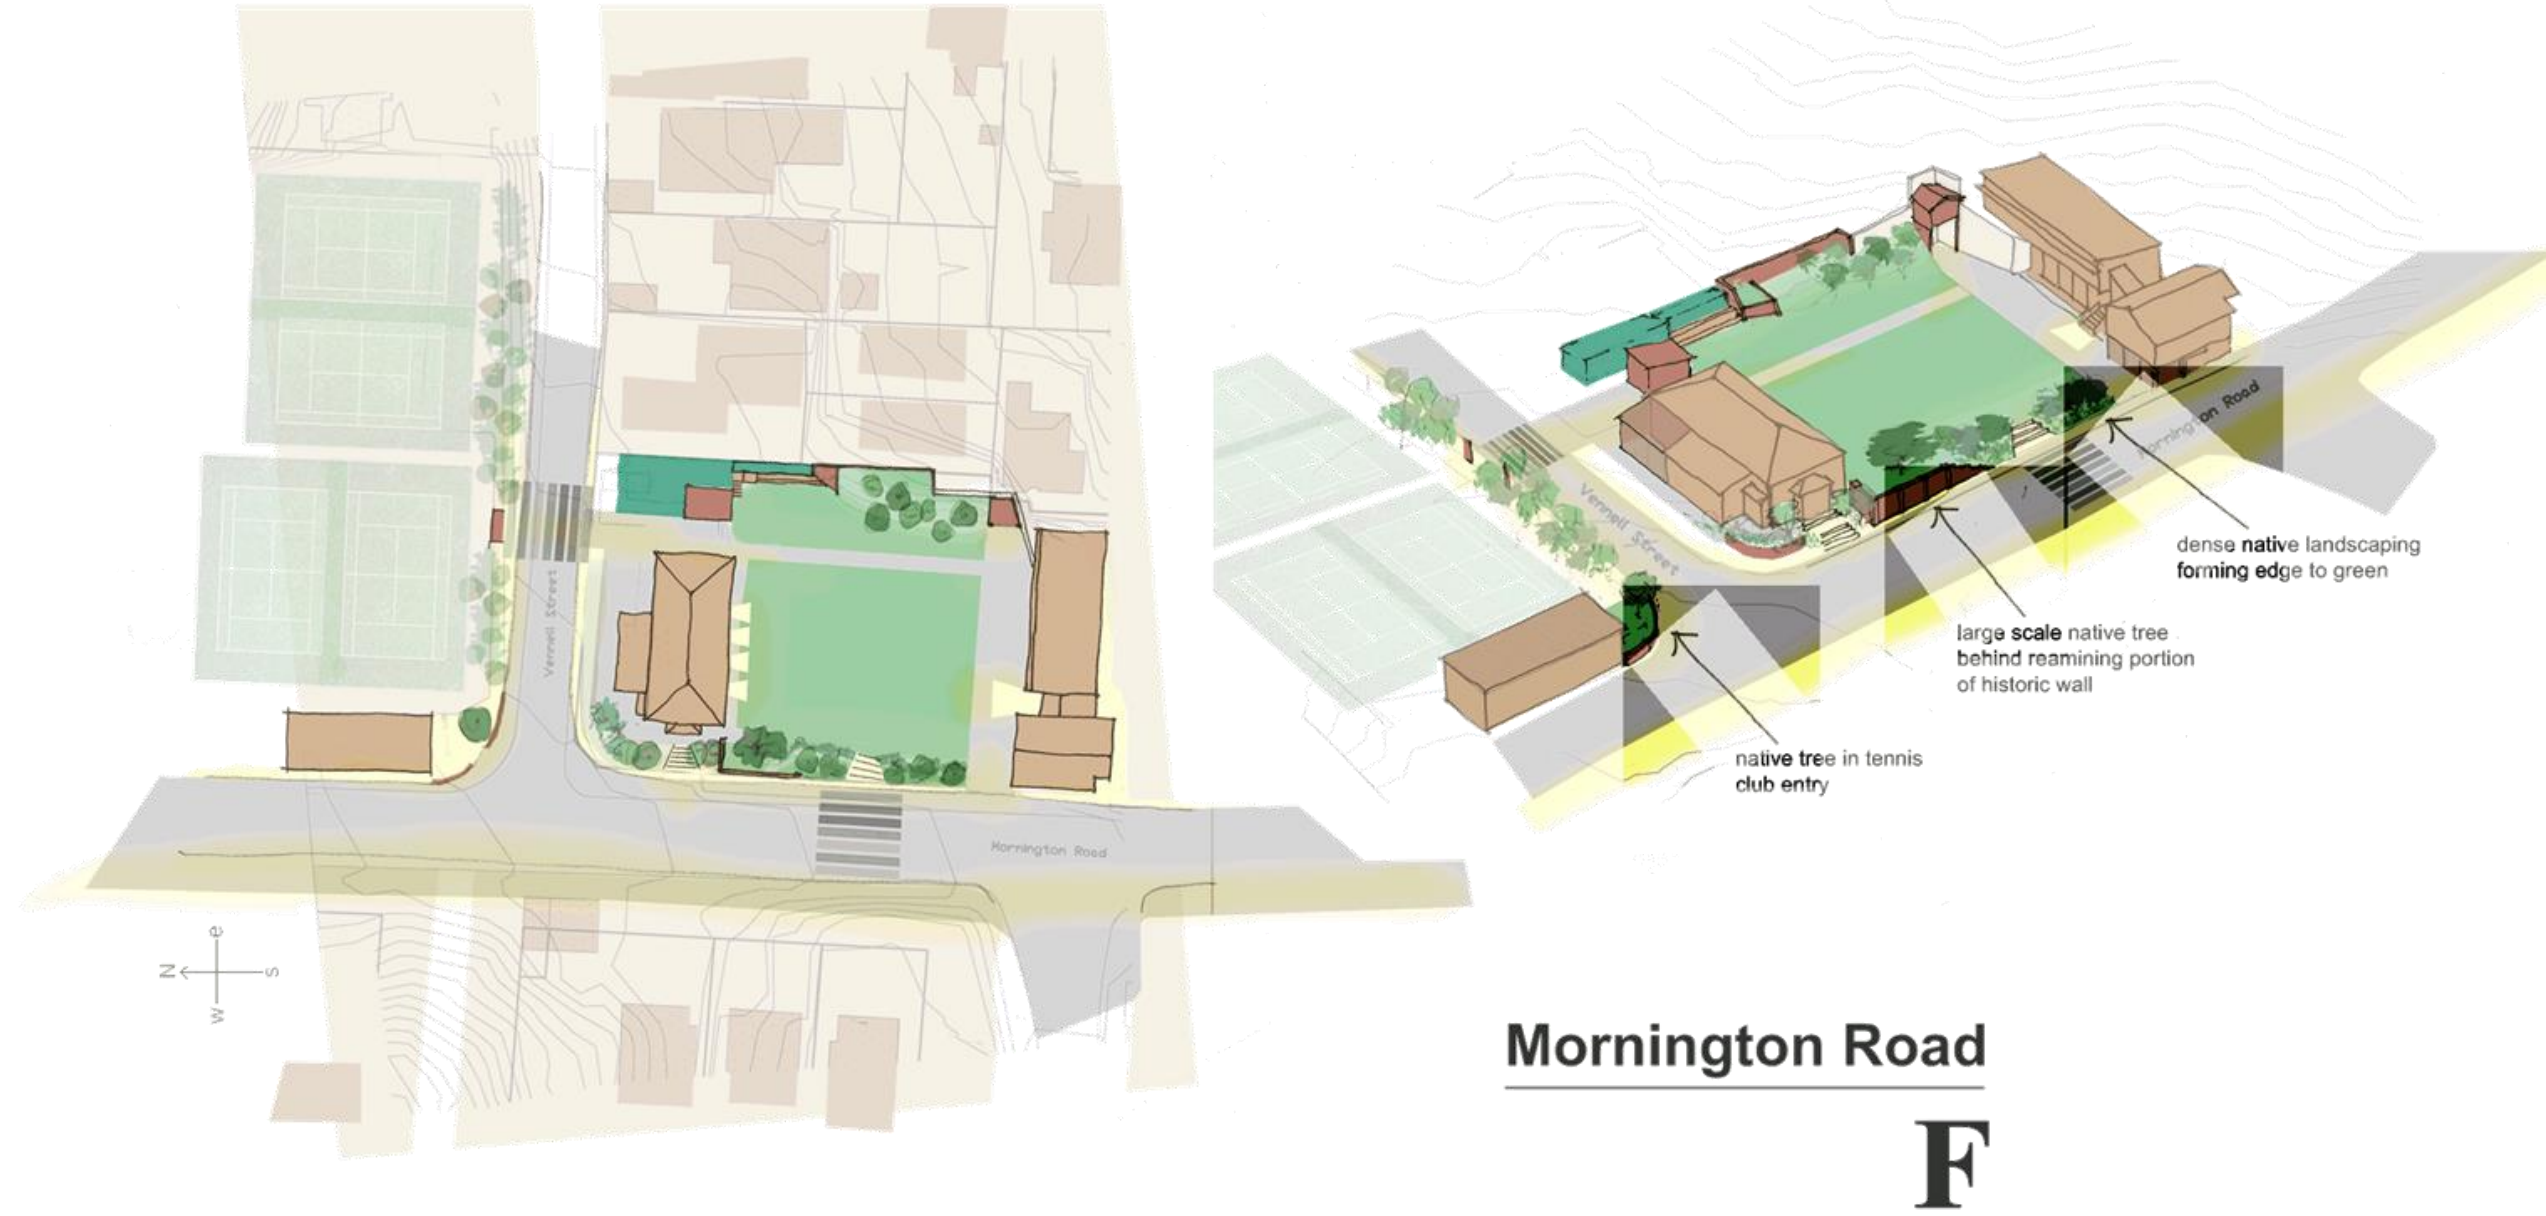 Vennell Street
Mornington Road
N
e
s
w
Vennell Street
Mornington Road
dense native landscaping
forming edge to green
large scale native tree
behind reamining portion
of historic wall
native tree in tennis
club entry
Mornington Road
F